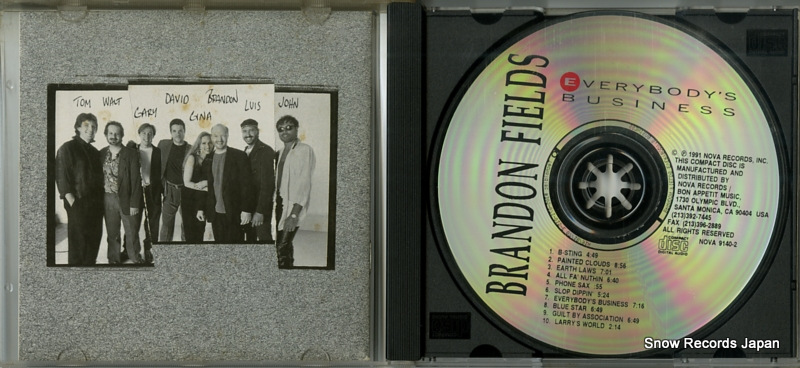 TOM WALT GARY DAVID GINA BRANDON LUIS JOHN
BRANDON FIELDS
EVERYBODY'S
BUSINESS
© ℗ 1991 NOVA RECORDS, INC.
THIS COMPACT DISC IS
MANUFACTURED AND
DISTRIBUTED BY
NOVA RECORDS /
BON APPETIT MUSIC,
1730 OLYMPIC BLVD.,
SANTA MONICA, CA 90404 USA
(213)392-7445
FAX (213)396-2889
ALL RIGHTS RESERVED
COMPACT
disc
DIGITAL AUDIO
NOVA 9140-2
1. B-STING 4:49
2. PAINTED CLOUDS 8:56
3. EARTH LAWS 7:01
4. ALL FA' NUTHIN 6:40
5. PHONE SAX :55
6. SLOP DIPPIN' 5:24
7. EVERYBODY'S BUSINESS 7:16
8. BLUE STAR 6:49
9. GUILT BY ASSOCIATION 6:49
10. LARRY'S WORLD 2:14
Snow Records Japan